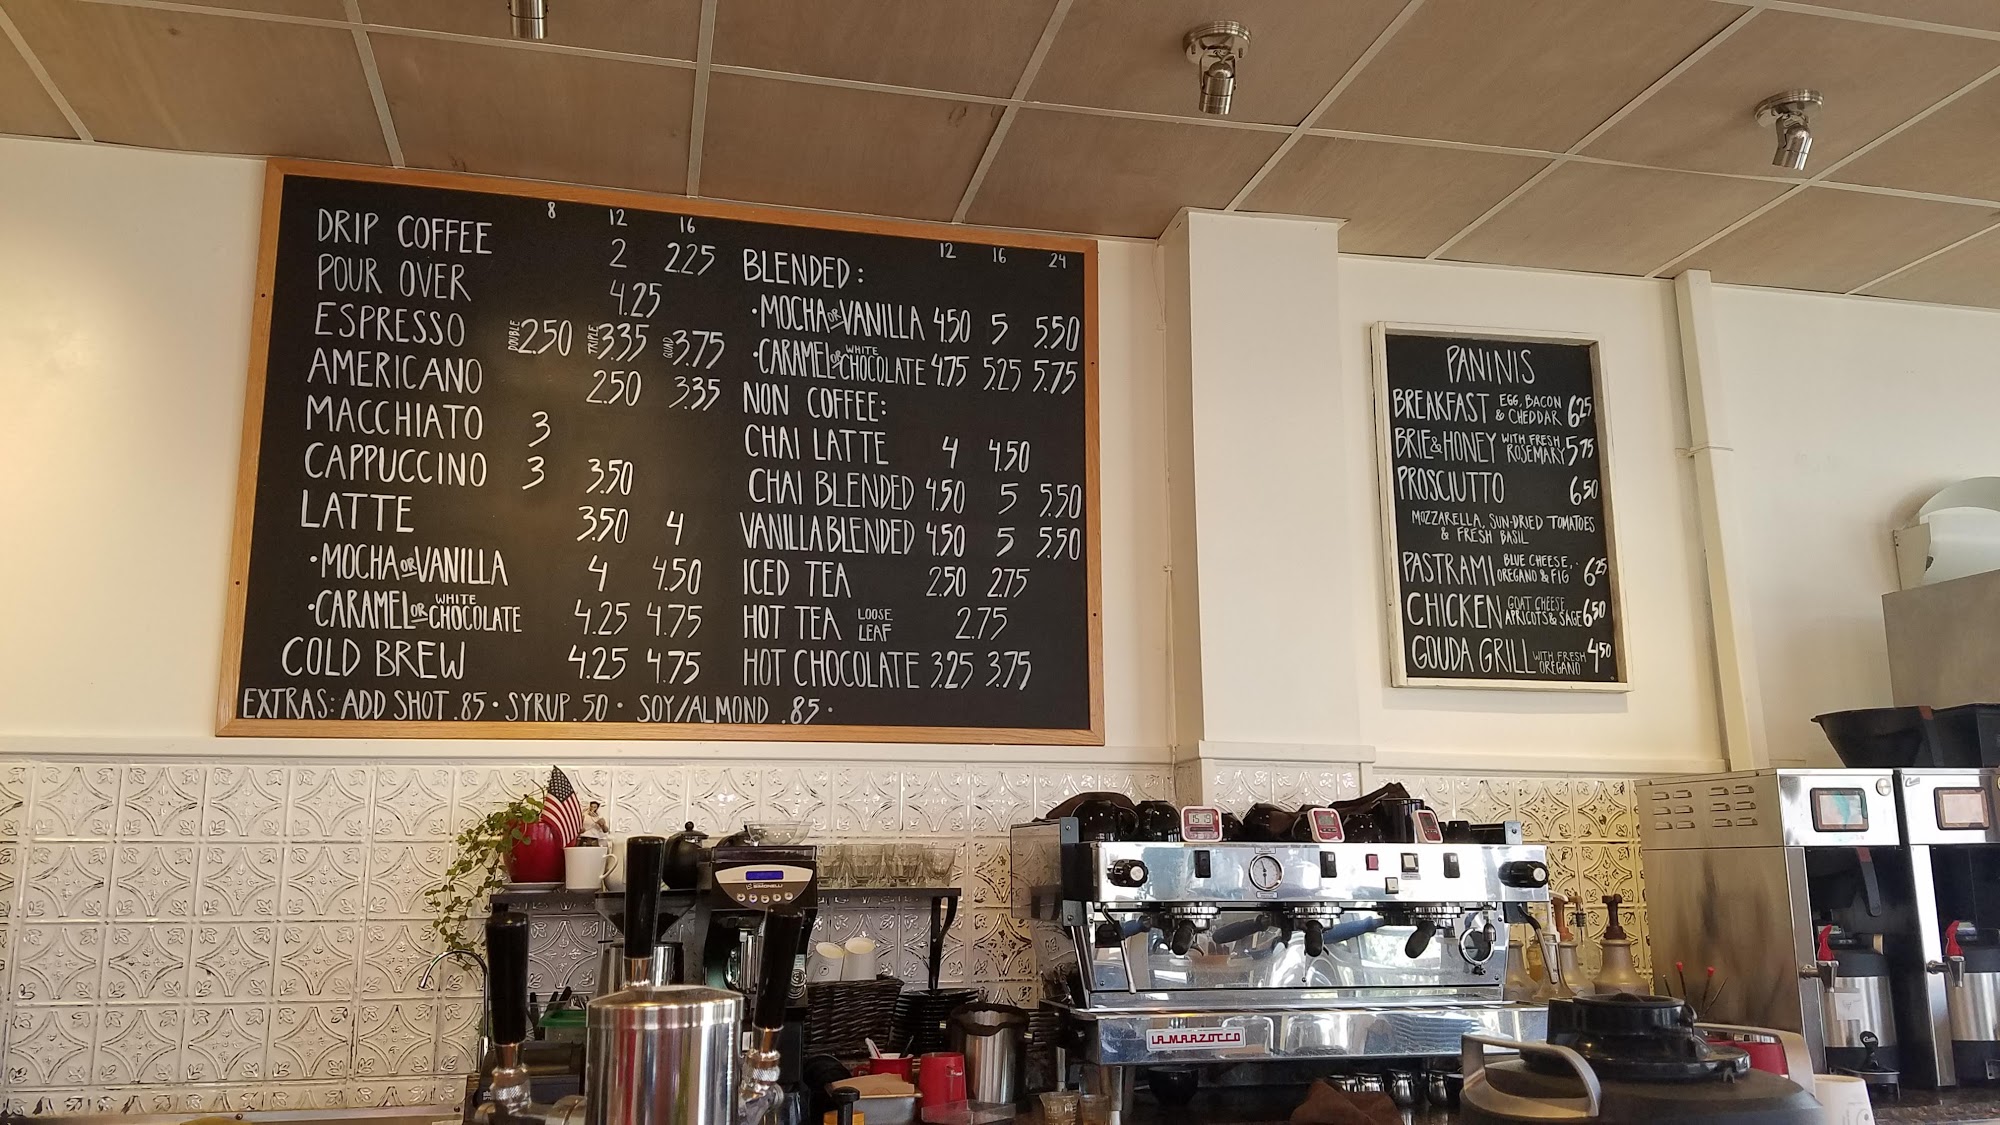 8 12 16
DRIP COFFEE 2 2.25
POUR OVER 4.25
ESPRESSO DOUBLE 2.50 TRIPLE 3.35 QUAD 3.75
AMERICANO 2.50 3.35
MACCHIATO 3
CAPPUCCINO 3 3.50
LATTE 3.50 4
• MOCHA OR VANILLA 4 4.50
• CARAMEL OR WHITE CHOCOLATE 4.25 4.75
COLD BREW 4.25 4.75
12 16 24
BLENDED:
• MOCHA OR VANILLA 4.50 5 5.50
• CARAMEL OR WHITE CHOCOLATE 4.75 5.25 5.75
NON COFFEE:
CHAI LATTE 4 4.50
CHAI BLENDED 4.50 5 5.50
VANILLA BLENDED 4.50 5 5.50
ICED TEA 2.50 2.75
HOT TEA LOOSE LEAF 2.75
HOT CHOCOLATE 3.25 3.75
EXTRAS: ADD SHOT .85 • SYRUP .50 • SOY/ALMOND .85 •
PANINIS
BREAKFAST EGG, BACON & CHEDDAR 6.25
BRIE & HONEY WITH FRESH ROSEMARY 5.75
PROSCIUTTO 6.50
MOZZARELLA, SUN-DRIED TOMATOES
& FRESH BASIL
PASTRAMI BLUE CHEESE, OREGANO & FIG 6.25
CHICKEN GOAT CHEESE, APRICOTS & SAGE 6.50
GOUDA GRILL WITH FRESH OREGANO 4.50
SIMONELLI
LA MARZOCCO